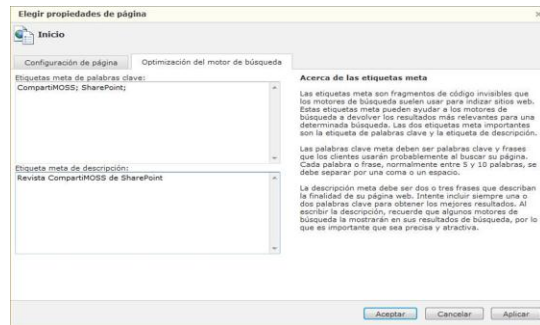 Elegir propiedades de página
Inicio
Configuración de página
Optimización del motor de búsqueda
Etiquetas meta de palabras clave:
CompartiMOSS; SharePoint;
Etiqueta meta de descripción:
Revista CompartiMOSS de SharePoint
Acerca de las etiquetas meta
Las etiquetas meta son fragmentos de código invisibles que
los motores de búsqueda suelen usar para indizar sitios web.
Estas etiquetas meta pueden ayudar a los motores de
búsqueda a devolver los resultados más relevantes para una
determinada búsqueda. Las dos etiquetas meta importantes
son la etiqueta de palabras clave y la etiqueta de descripción.
Las palabras clave meta deben ser palabras clave y frases
que los clientes usarán probablemente al buscar su página.
Cada palabra o frase, normalmente entre 5 y 10 palabras, se
debe separar por una coma o un espacio.
La descripción meta debe ser dos o tres frases que describan
la finalidad de su página web. Intente incluir siempre una o
dos palabras clave para obtener los mejores resultados. Al
escribir la descripción, recuerde que algunos motores de
búsqueda la mostrarán en sus resultados de búsqueda, por lo
que es importante que sea precisa y atractiva.
Aceptar
Cancelar
Aplicar